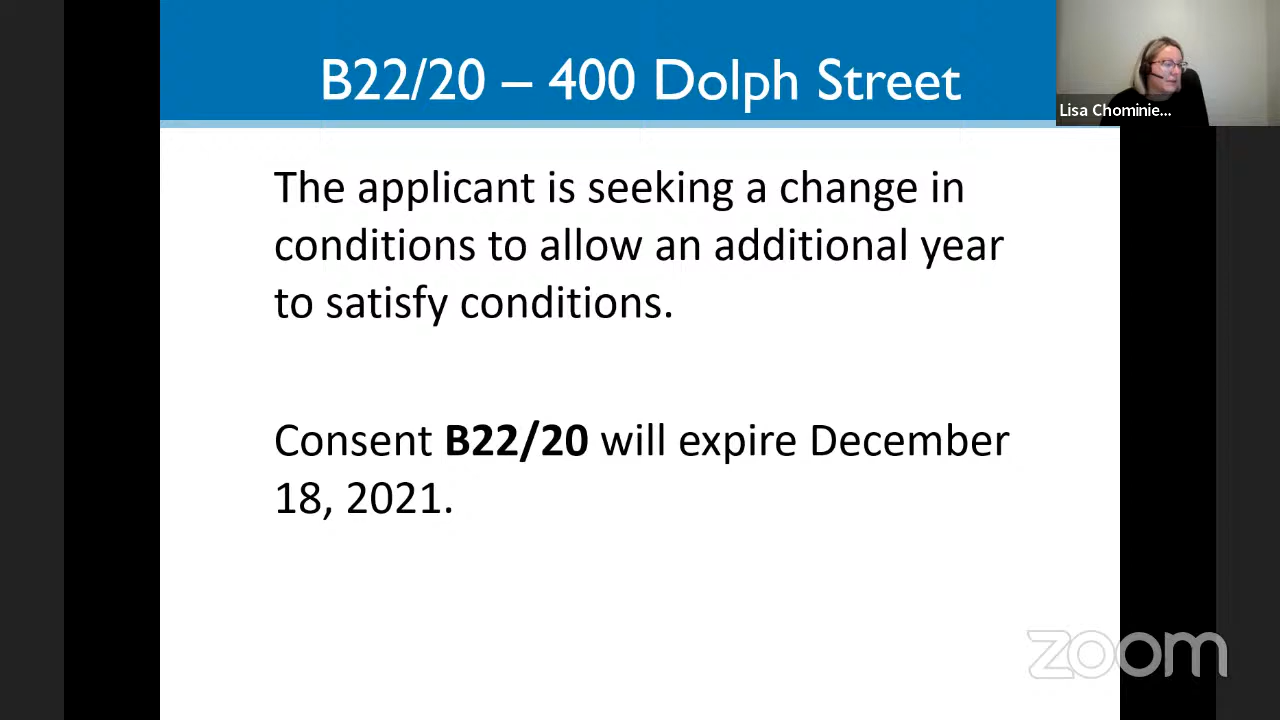 B22/20 – 400 Dolph Street
Lisa Chominie...
The applicant is seeking a change in
conditions to allow an additional year
to satisfy conditions.
Consent B22/20 will expire December
18, 2021.
zoom